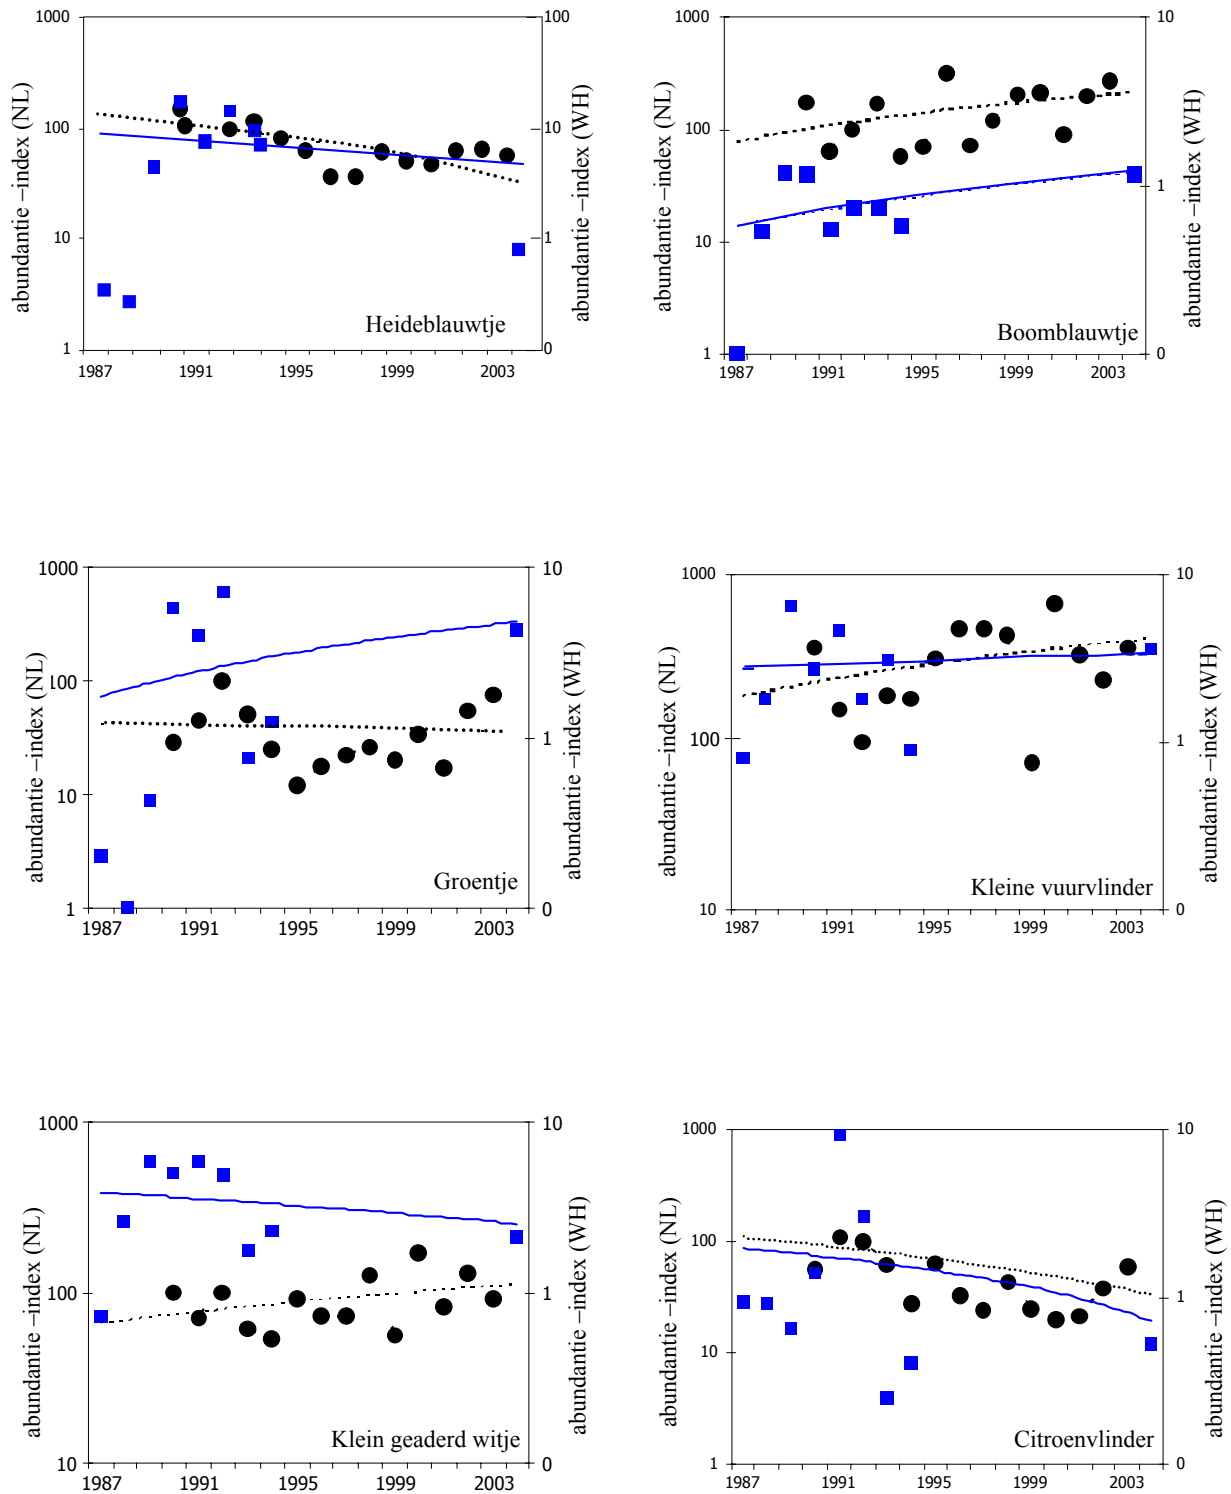 1000
100
10
1
100
10
1
0
abundantie –index (NL)
abundantie –index (WH)
Heideblauwtje
1987 1991 1995 1999 2003
1000
100
10
1
10
1
0
abundantie –index (NL)
abundantie –index (WH)
Boomblauwtje
1987 1991 1995 1999 2003
1000
100
10
1
10
1
0
abundantie –index (NL)
abundantie –index (WH)
Groentje
1987 1991 1995 1999 2003
1000
100
10
10
1
0
abundantie –index (NL)
abundantie –index (WH)
Kleine vuurvlinder
1987 1991 1995 1999 2003
1000
100
10
10
1
0
abundantie –index (NL)
abundantie –index (WH)
Klein geaderd witje
1987 1991 1995 1999 2003
1000
100
10
1
10
1
0
abundantie –index (NL)
abundantie –index (WH)
Citroenvlinder
1987 1991 1995 1999 2003